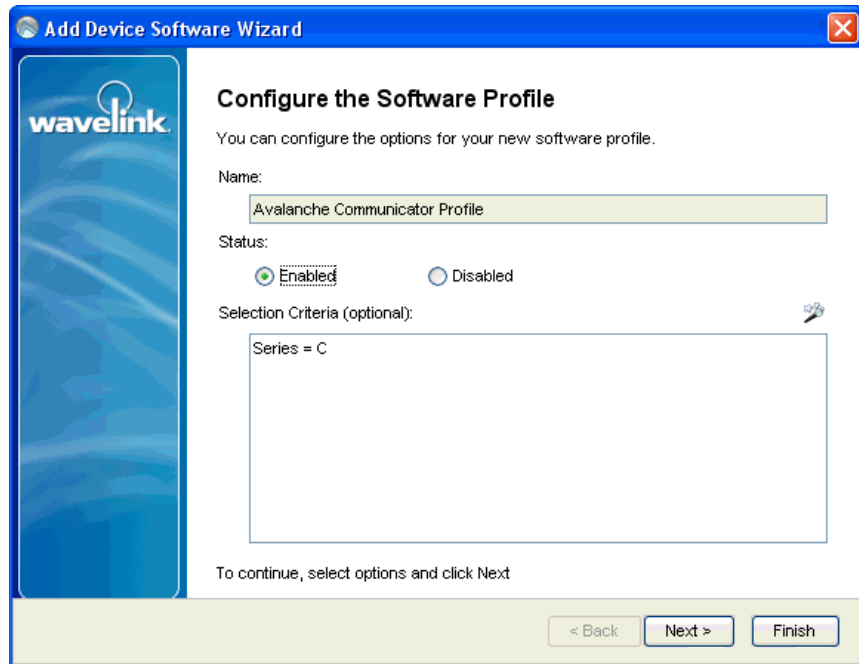 Add Device Software Wizard
wavelink
Configure the Software Profile
You can configure the options for your new software profile.
Name:
Avalanche Communicator Profile
Status:
Enabled
Disabled
Selection Criteria (optional):
Series = C
To continue, select options and click Next
< Back
Next >
Finish